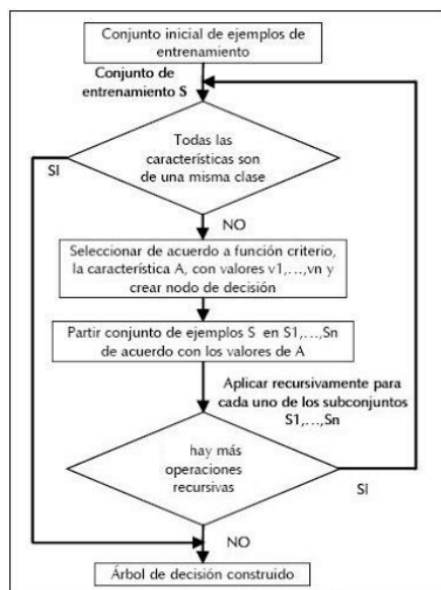 Conjunto inicial de ejemplos de
entrenamiento
Conjunto de
entrenamiento S
Todas las
características son
de una misma clase
SI
NO
Seleccionar de acuerdo a función criterio,
la característica A, con valores v1,...,vn y
crear nodo de decisión
Partir conjunto de ejemplos S en S1,...,Sn
de acuerdo con los valores de A
Aplicar recursivamente para
cada uno de los subconjuntos
S1,...,Sn
hay más
operaciones
recursivas
SI
NO
Árbol de decisión construido